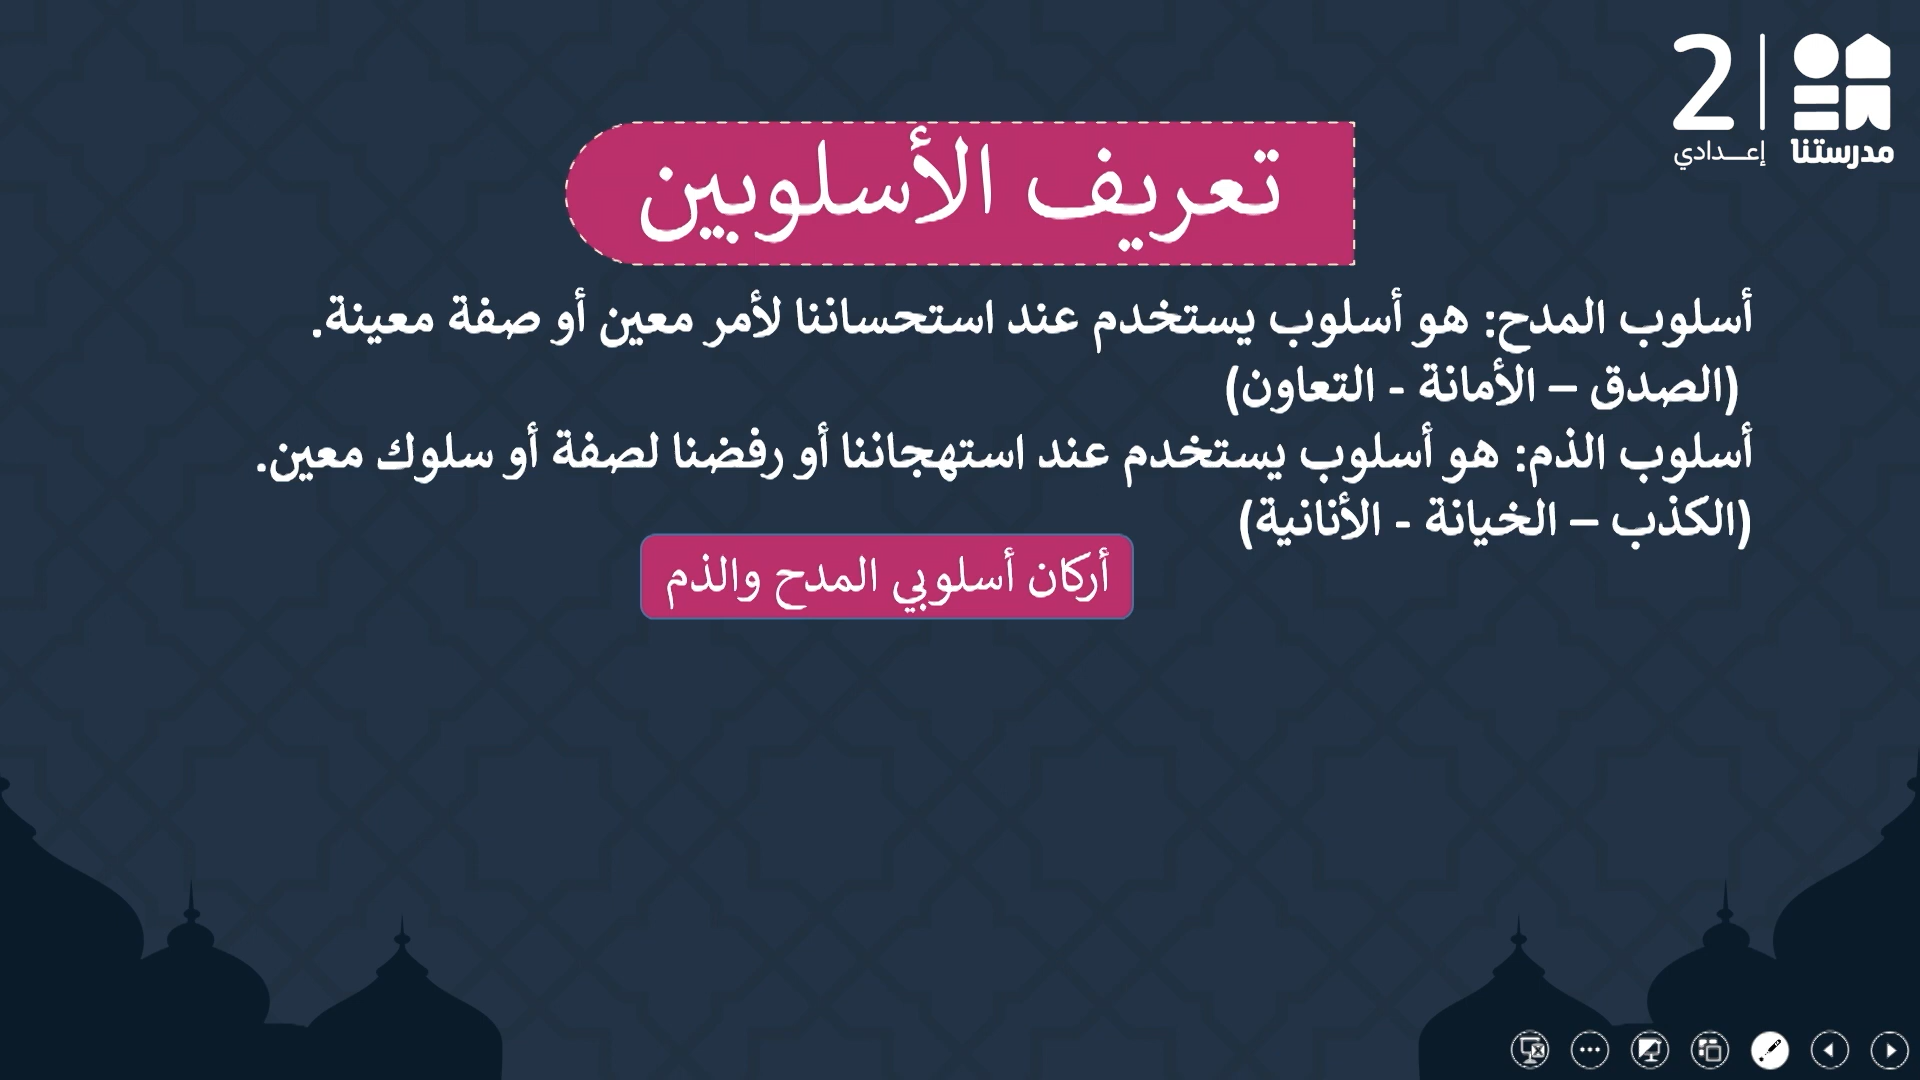 2
إعـــدادي
مدرستنا
تعريف الأسلوبين
أسلوب المدح: هو أسلوب يستخدم عند استحساننا لأمر معين أو صفة معينة.
(الصدق – الأمانة - التعاون)
أسلوب الذم: هو أسلوب يستخدم عند استهجاننا أو رفضنا لصفة أو سلوك معين.
(الكذب – الخيانة - الأنانية)
أركان أسلوبي المدح والذم